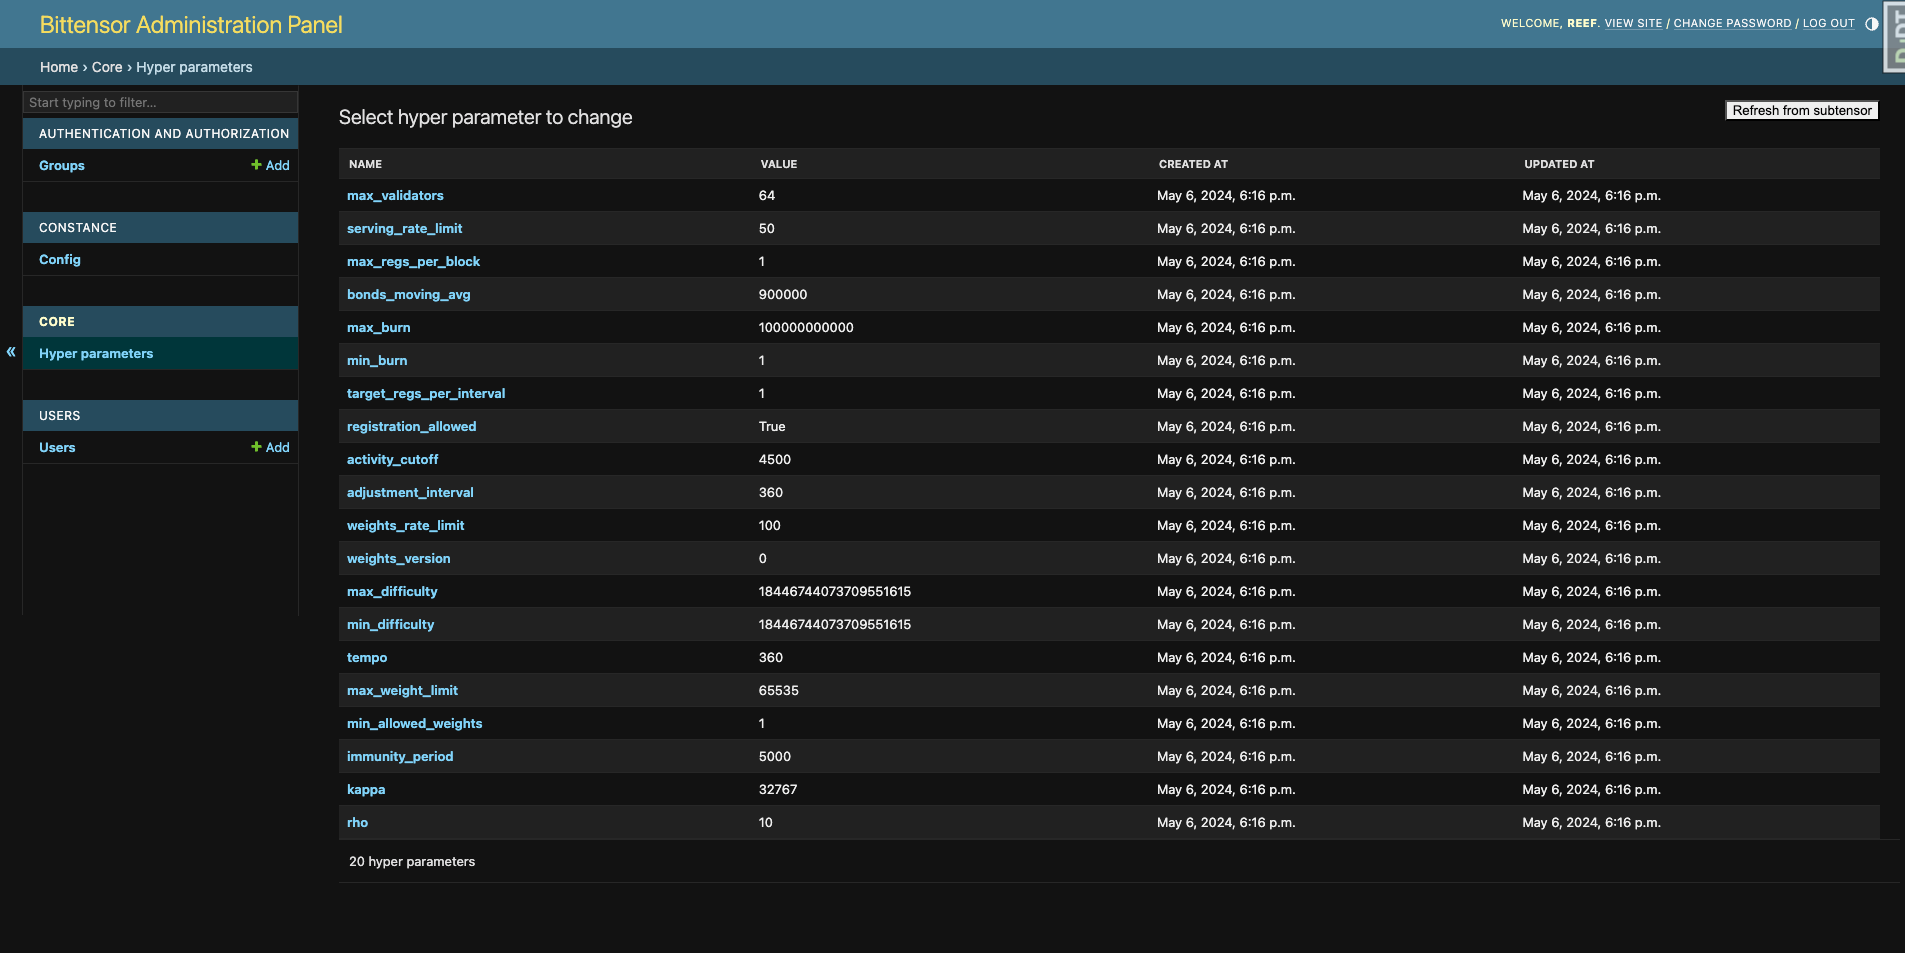 Bittensor Administration Panel
WELCOME, REEF. VIEW SITE / CHANGE PASSWORD / LOG OUT
DjDT
Home › Core › Hyper parameters
Start typing to filter...
AUTHENTICATION AND AUTHORIZATION
Groups + Add
CONSTANCE
Config
CORE
«
Hyper parameters
USERS
Users + Add
Select hyper parameter to change
Refresh from subtensor
NAME VALUE CREATED AT UPDATED AT
max_validators 64 May 6, 2024, 6:16 p.m. May 6, 2024, 6:16 p.m.
serving_rate_limit 50 May 6, 2024, 6:16 p.m. May 6, 2024, 6:16 p.m.
max_regs_per_block 1 May 6, 2024, 6:16 p.m. May 6, 2024, 6:16 p.m.
bonds_moving_avg 900000 May 6, 2024, 6:16 p.m. May 6, 2024, 6:16 p.m.
max_burn 100000000000 May 6, 2024, 6:16 p.m. May 6, 2024, 6:16 p.m.
min_burn 1 May 6, 2024, 6:16 p.m. May 6, 2024, 6:16 p.m.
target_regs_per_interval 1 May 6, 2024, 6:16 p.m. May 6, 2024, 6:16 p.m.
registration_allowed True May 6, 2024, 6:16 p.m. May 6, 2024, 6:16 p.m.
activity_cutoff 4500 May 6, 2024, 6:16 p.m. May 6, 2024, 6:16 p.m.
adjustment_interval 360 May 6, 2024, 6:16 p.m. May 6, 2024, 6:16 p.m.
weights_rate_limit 100 May 6, 2024, 6:16 p.m. May 6, 2024, 6:16 p.m.
weights_version 0 May 6, 2024, 6:16 p.m. May 6, 2024, 6:16 p.m.
max_difficulty 18446744073709551615 May 6, 2024, 6:16 p.m. May 6, 2024, 6:16 p.m.
min_difficulty 18446744073709551615 May 6, 2024, 6:16 p.m. May 6, 2024, 6:16 p.m.
tempo 360 May 6, 2024, 6:16 p.m. May 6, 2024, 6:16 p.m.
max_weight_limit 65535 May 6, 2024, 6:16 p.m. May 6, 2024, 6:16 p.m.
min_allowed_weights 1 May 6, 2024, 6:16 p.m. May 6, 2024, 6:16 p.m.
immunity_period 5000 May 6, 2024, 6:16 p.m. May 6, 2024, 6:16 p.m.
kappa 32767 May 6, 2024, 6:16 p.m. May 6, 2024, 6:16 p.m.
rho 10 May 6, 2024, 6:16 p.m. May 6, 2024, 6:16 p.m.
20 hyper parameters